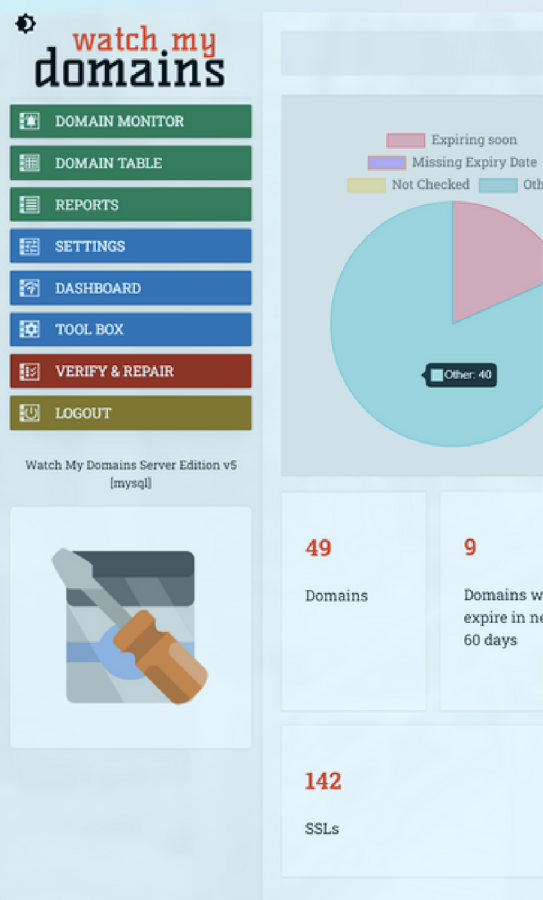 watch my
domains
DOMAIN MONITOR
DOMAIN TABLE
REPORTS
SETTINGS
DASHBOARD
TOOL BOX
VERIFY & REPAIR
LOGOUT
Watch My Domains Server Edition v5
[mysql]
Expiring soon
Missing Expiry Date
Not Checked Oth
Other: 40
49
Domains
9
Domains w
expire in ne
60 days
142
SSLs